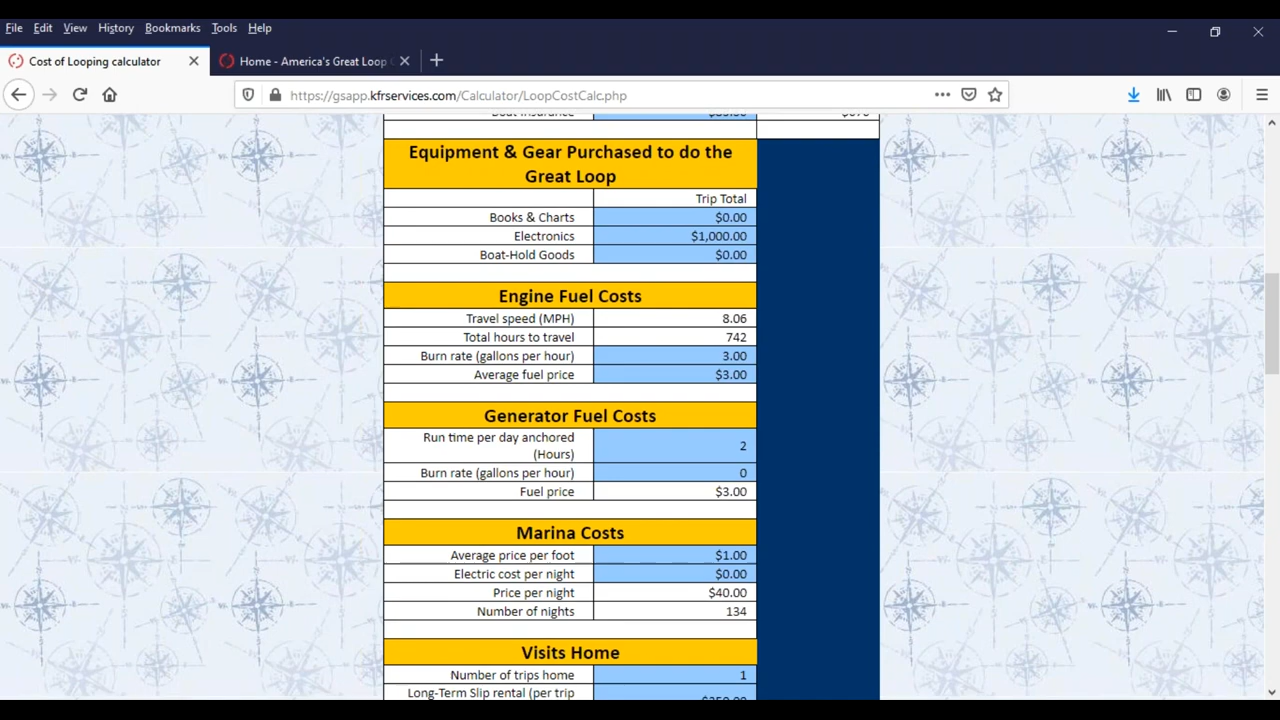 File Edit View History Bookmarks Tools Help
Cost of Looping calculator
Home - America's Great Loop
https://gsapp.kfrservices.com/Calculator/LoopCostCalc.php
Equipment & Gear Purchased to do the
Great Loop
Trip Total
Books & Charts $0.00
Electronics $1,000.00
Boat-Hold Goods $0.00
Engine Fuel Costs
Travel speed (MPH) 8.06
Total hours to travel 742
Burn rate (gallons per hour) 3.00
Average fuel price $3.00
Generator Fuel Costs
Run time per day anchored
(Hours) 2
Burn rate (gallons per hour) 0
Fuel price $3.00
Marina Costs
Average price per foot $1.00
Electric cost per night $0.00
Price per night $40.00
Number of nights 134
Visits Home
Number of trips home 1
Long-Term Slip rental (per trip